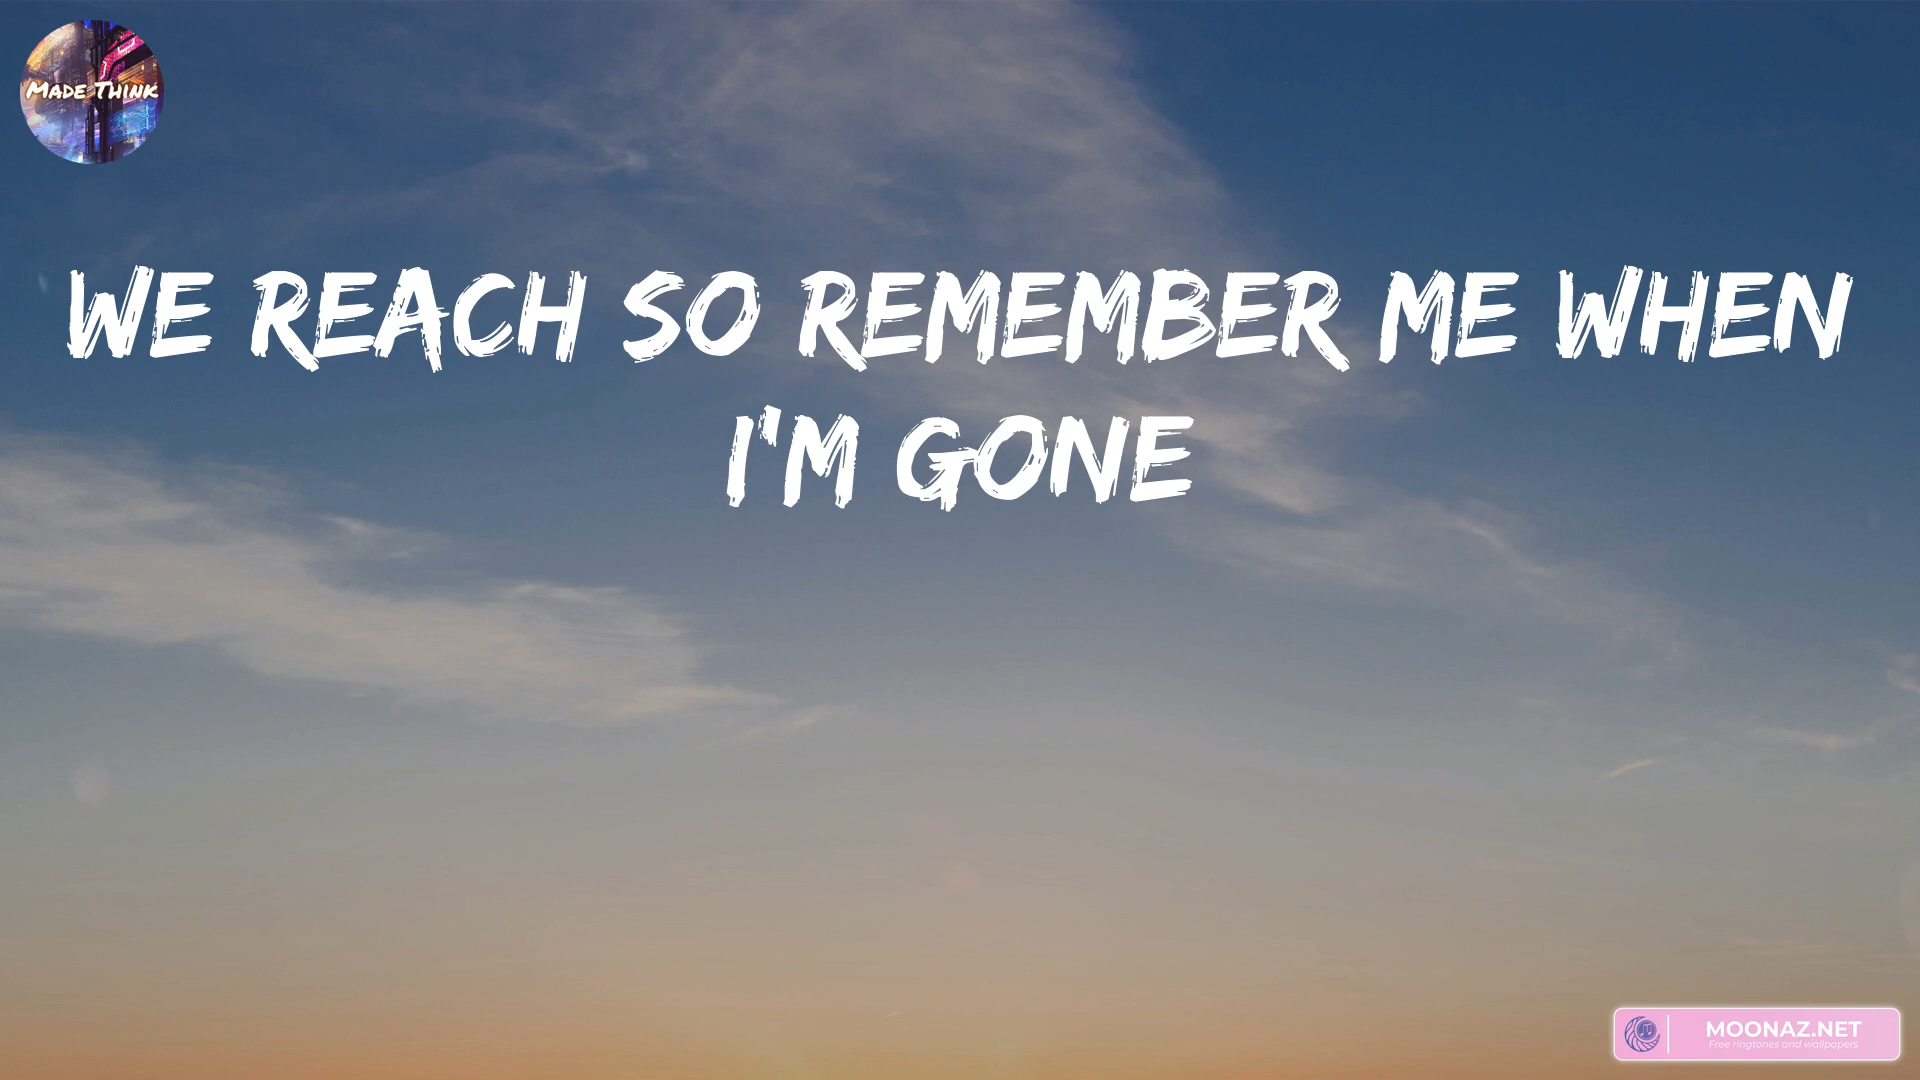 MADE THINK
WE REACH SO REMEMBER ME WHEN
I'M GONE
MOONAZ.NET
Free ringtones and wallpapers